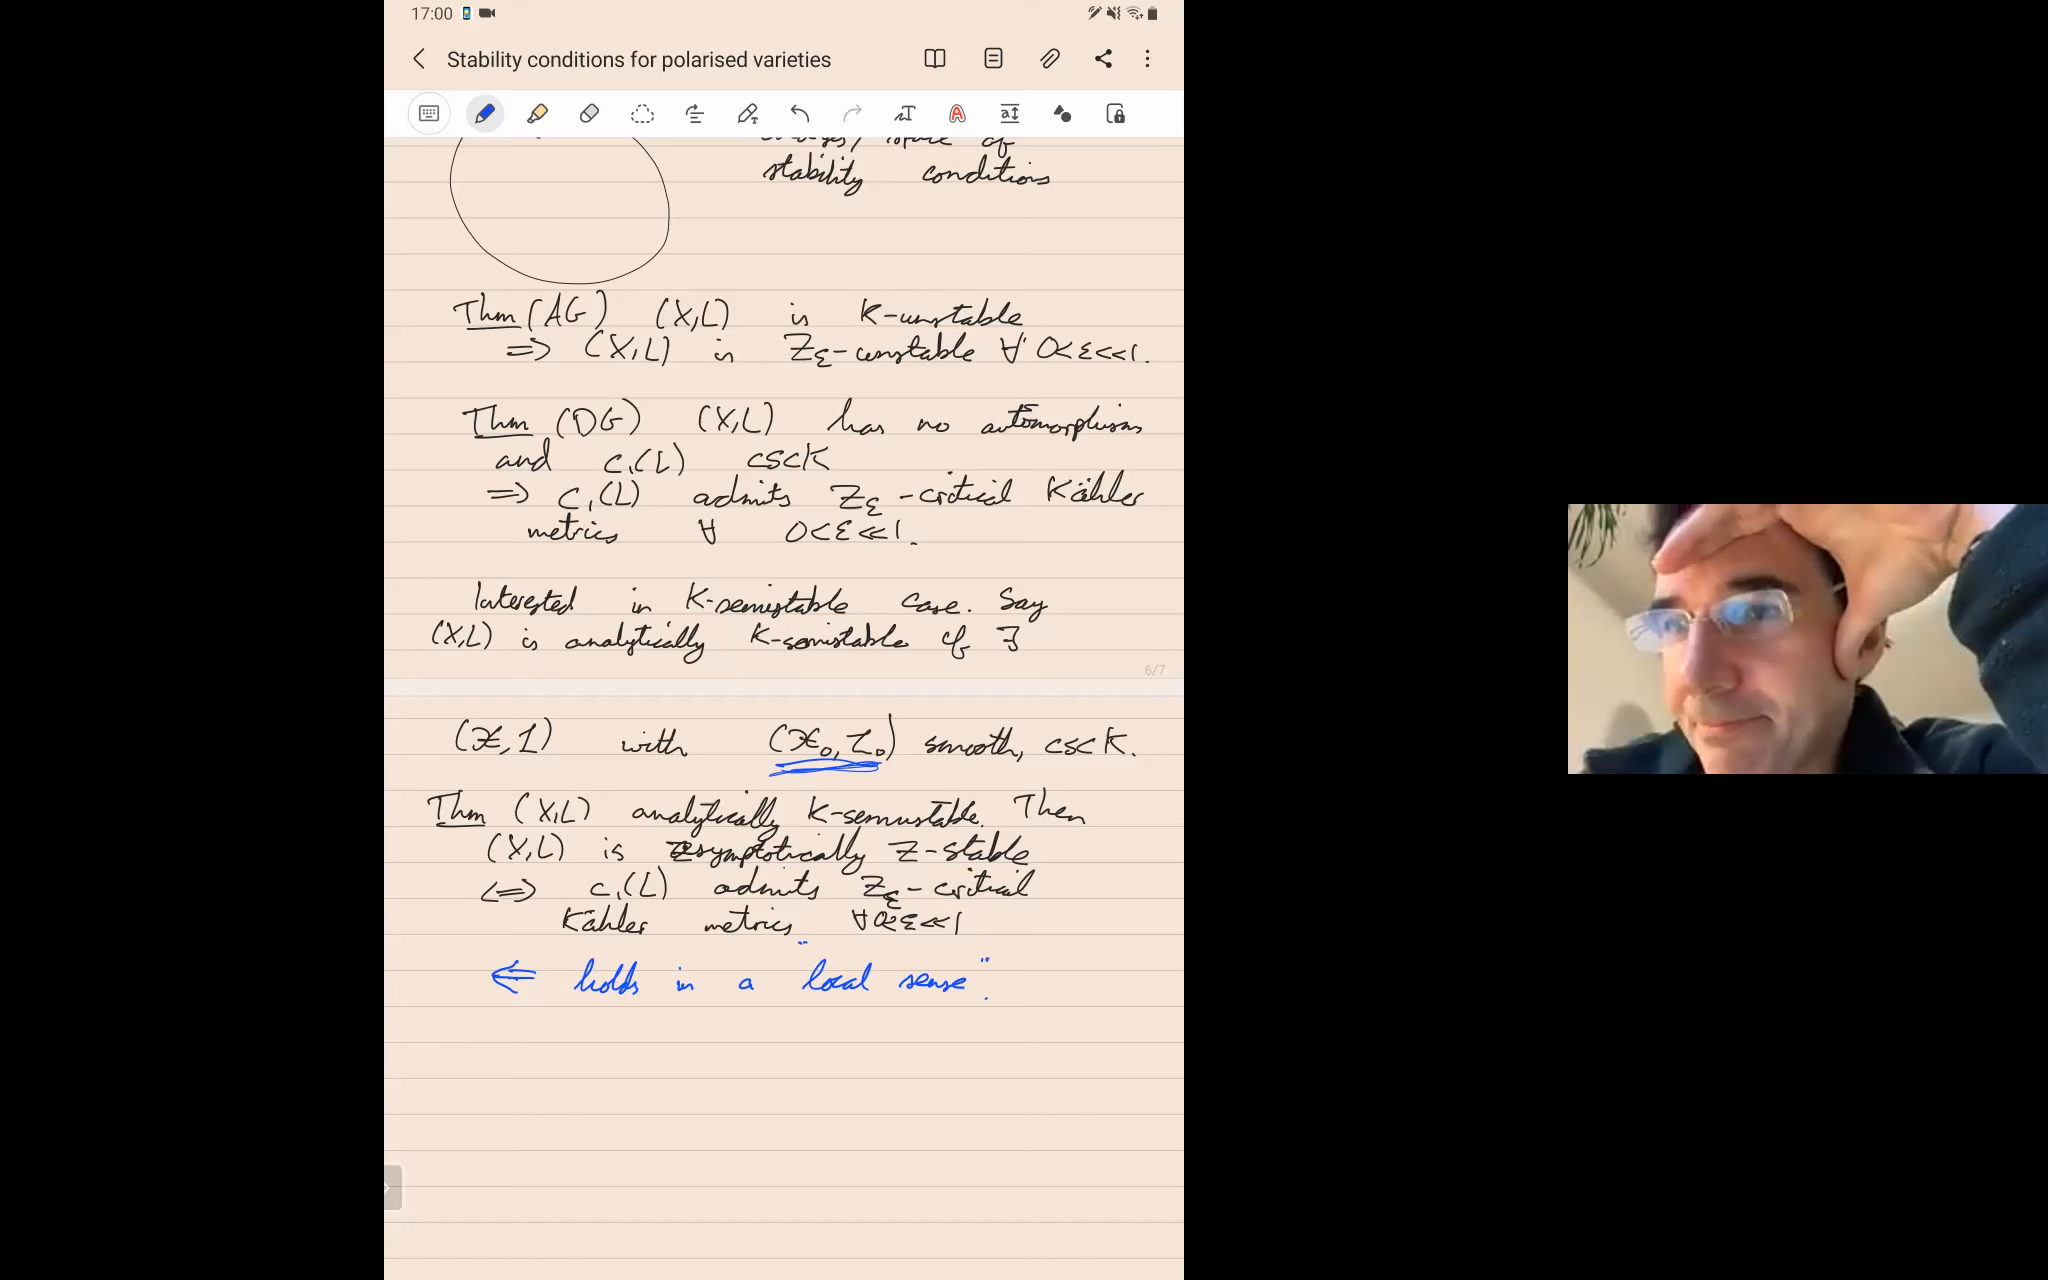 17:00
Stability conditions for polarised varieties
space of
stability conditions
Thm (AG) (X,L) is K-unstable
⇒ (X,L) is Z_ε-unstable ∀ 0<ε<<1.
Thm (DG) (X,L) has no automorphisms
and c₁(L) cscK
⇒ c₁(L) admits Z_ε-critical Kähler
metrics ∀ 0<ε<<1.
Interested in K-semistable case. Say
(X,L) is analytically K-semistable if ∃
6/7
(𝒳,ℒ) with (𝒳₀,ℒ₀) smooth, cscK.
Thm (X,L) analytically K-semistable. Then
(X,L) is asymptotically Z-stable
⇔ c₁(L) admits Z_ε-critical
Kähler metrics ∀ 0<ε<<1
⇐ holds in a "local sense".